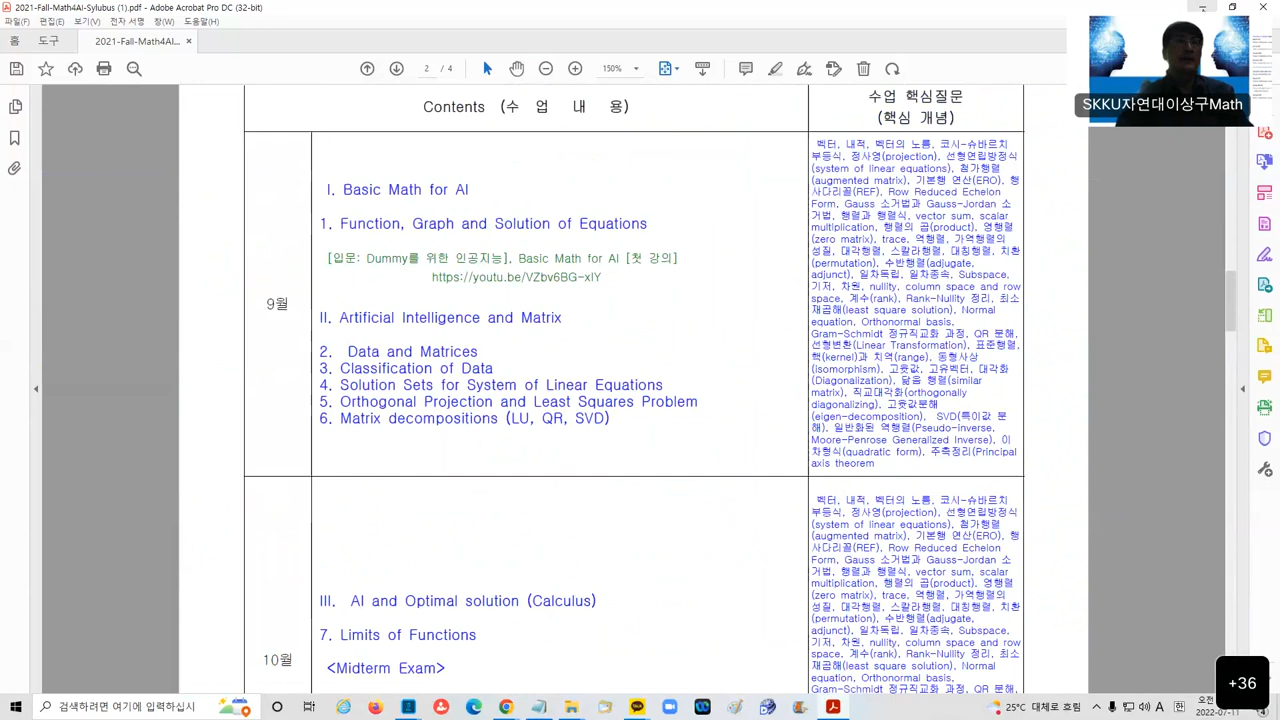 2021-Fall-Math4AI-Sylubus (1).pdf - Adobe Acrobat Pro DC (32-bit)
파일(F) 편집(E) 보기(V) 전자 서명 창(W) 도움말(H)
도구
2021-Fall-Math4AI...
150%
Contents (수 업 내 용)
수업 핵심질문
(핵심 개념)
SKKU자연대이상구Math
9월
I. Basic Math for AI
1. Function, Graph and Solution of Equations
[입문: Dummy를 위한 인공지능], Basic Math for AI [첫 강의]
II. Artificial Intelligence and Matrix
2. Data and Matrices
3. Classification of Data
4. Solution Sets for System of Linear Equations
5. Orthogonal Projection and Least Squares Problem
6. Matrix decompositions (LU, QR, SVD)
벡터, 내적, 벡터의 노름, 코시-슈바르치
부등식, 정사영(projection), 선형연립방정식
(system of linear equations), 첨가행렬
(augmented matrix), 기본행 연산(ERO), 행
사다리꼴(REF), Row Reduced Echelon
Form, Gauss 소거법과 Gauss-Jordan 소
거법, 행렬과 행렬식, vector sum, scalar
multiplication, 행렬의 곱(product), 영행렬
(zero matrix), trace, 역행렬, 가역행렬의
성질, 대각행렬, 스칼라행렬, 대칭행렬, 치환
(permutation), 수반행렬(adjugate,
adjunct), 일차독립, 일차종속, Subspace,
기저, 차원, nullity, column space and row
space, 계수(rank), Rank-Nullity 정리, 최소
제곱해(least square solution), Normal
equation, Orthonormal basis,
Gram-Schmidt 정규직교화 과정, QR 분해,
선형변환(Linear Transformation), 표준행렬,
핵(kernel)과 치역(range), 동형사상
(isomorphism), 고윳값, 고유벡터, 대각화
(Diagonalization), 닮음 행렬(similar
matrix), 직교대각화(orthogonally
diagonalizing), 고윳값분해
(eigen-decomposition), SVD(특이값 분
해), 일반화된 역행렬(Pseudo-inverse,
Moore-Penrose Generalized Inverse), 이
차형식(quadratic form), 주축정리(Principal
axis theorem
10월
III. AI and Optimal solution (Calculus)
7. Limits of Functions
<Midterm Exam>
벡터, 내적, 벡터의 노름, 코시-슈바르치
부등식, 정사영(projection), 선형연립방정식
(system of linear equations), 첨가행렬
(augmented matrix), 기본행 연산(ERO), 행
사다리꼴(REF), Row Reduced Echelon
Form, Gauss 소거법과 Gauss-Jordan 소
거법, 행렬과 행렬식, vector sum, scalar
multiplication, 행렬의 곱(product), 영행렬
(zero matrix), trace, 역행렬, 가역행렬의
성질, 대각행렬, 스칼라행렬, 대칭행렬, 치환
(permutation), 수반행렬(adjugate,
adjunct), 일차독립, 일차종속, Subspace,
기저, 차원, nullity, column space and row
space, 계수(rank), Rank-Nullity 정리, 최소
제곱해(least square solution), Normal
equation, Orthonormal basis,
Gram-Schmidt 정규직교화 과정, QR 분해,
+36
검색하려면 여기에 입력하십시
25°C 대체로 흐림
A
한
오전
2022-07-11